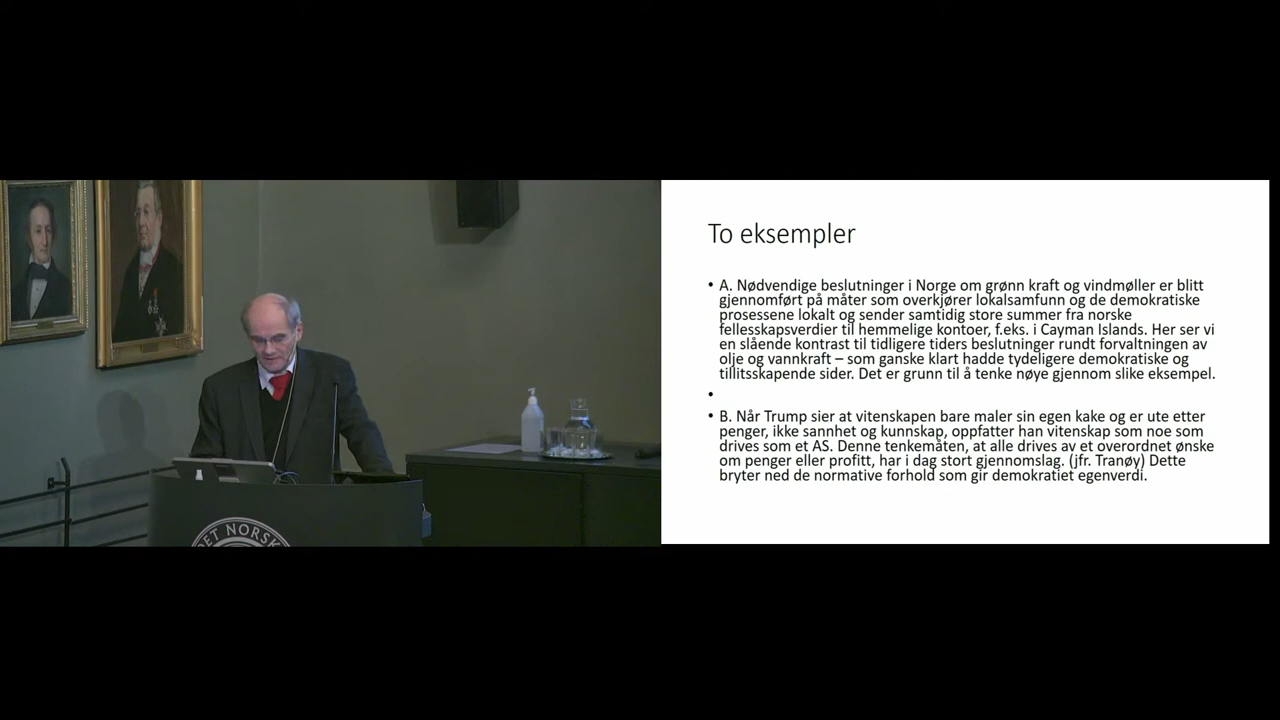 To eksempler
• A. Nødvendige beslutninger i Norge om grønn kraft og vindmøller er blitt
gjennomført på måter som overkjører lokalsamfunn og de demokratiske
prosessene lokalt og sender samtidig store summer fra norske
fellesskapsverdier til hemmelige kontoer, f.eks. i Cayman Islands. Her ser vi
en slående kontrast til tidligere tiders beslutninger rundt forvaltningen av
olje og vannkraft – som ganske klart hadde tydeligere demokratiske og
tillitsskapende sider. Det er grunn til å tenke nøye gjennom slike eksempel.
•
• B. Når Trump sier at vitenskapen bare maler sin egen kake og er ute etter
penger, ikke sannhet og kunnskap, oppfatter han vitenskap som noe som
drives som et AS. Denne tenkemåten, at alle drives av et overordnet ønske
om penger eller profitt, har i dag stort gjennomslag. (jfr. Tranøy) Dette
bryter ned de normative forhold som gir demokratiet egenverdi.
DET NORSK